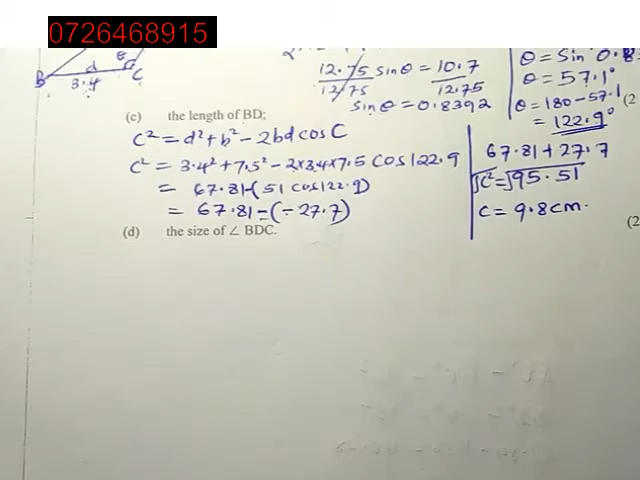 0726468915
12.75 sinθ = 10.7
12.75 12.75
sinθ = 0.8392
θ = 57.1°
θ = 180 - 57.1
= 122.9°
(2
B d θ C
3.4
(c) the length of BD;
c² = d² + b² - 2bd cos C
c² = 3.4² + 7.5² - 2×3.4×7.5 cos 122.9
= 67.81 - (51 cos 122.9)
= 67.81 - (-27.7)
67.81 + 27.7
√c² = √95.51
c = 9.8cm.
(d) the size of ∠ BDC.
(2